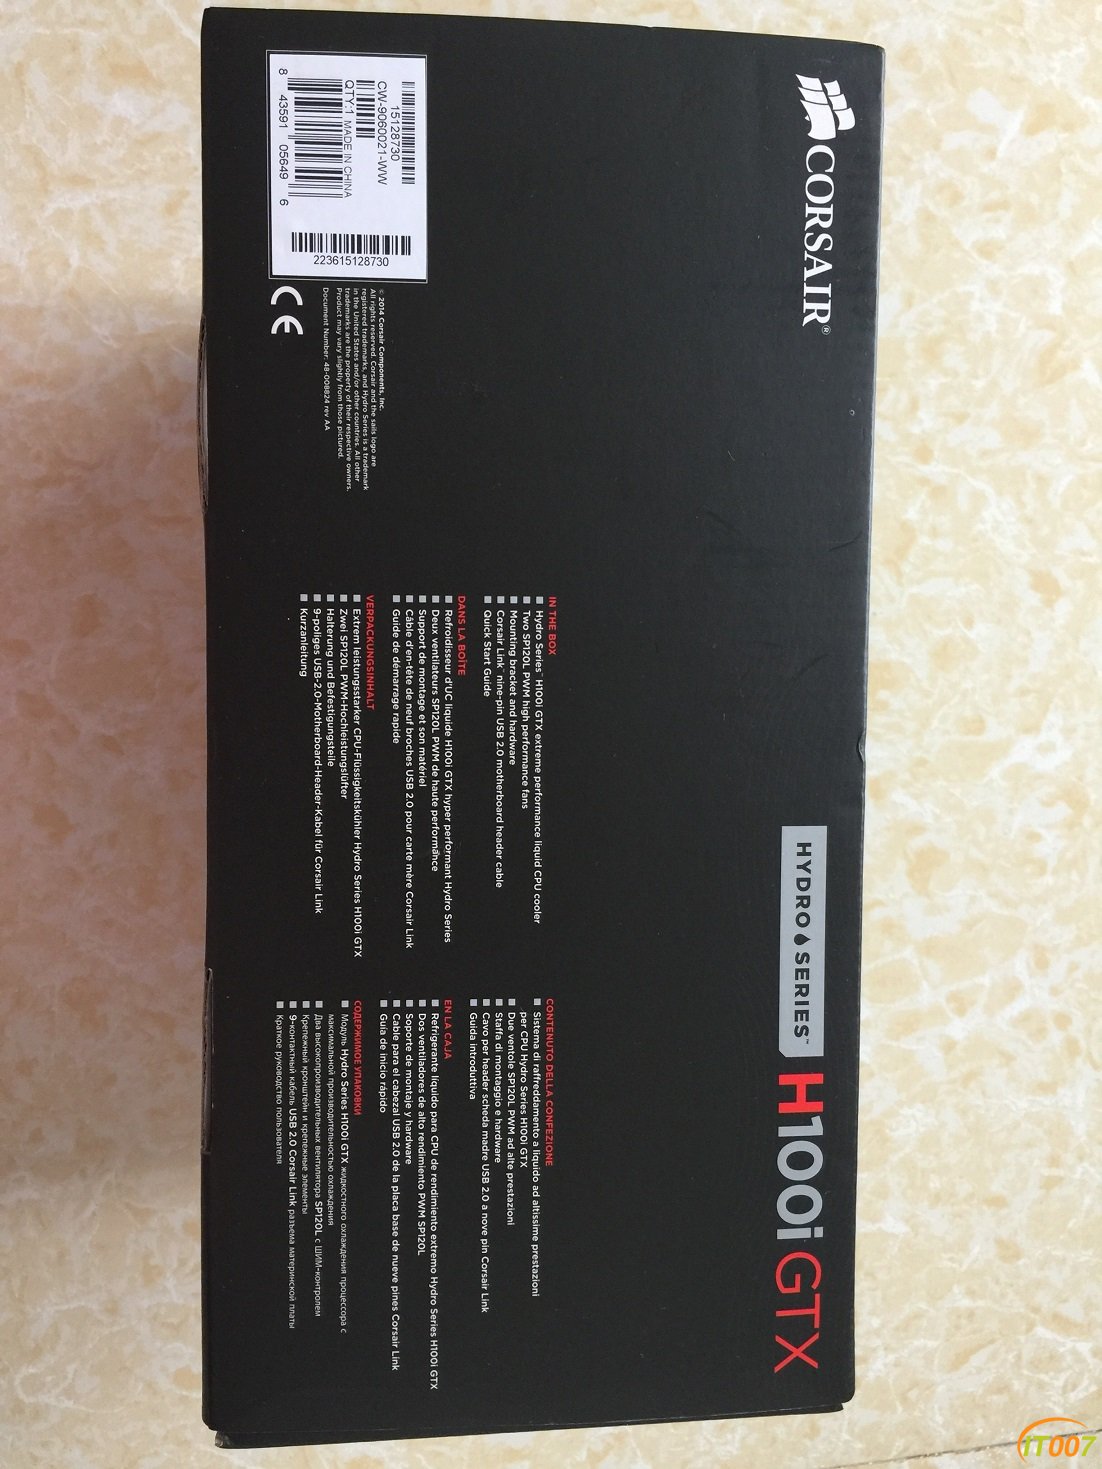 CORSAIR®
HYDRO SERIES™ H100i GTX
IN THE BOX
Hydro Series™ H100i GTX extreme performance liquid CPU cooler
Two SP120L PWM high performance fans
Mounting bracket and hardware
Corsair Link™ nine-pin USB 2.0 motherboard header cable
Quick Start Guide
DANS LA BOÎTE
Refroidisseur d'UC liquide H100i GTX hyper performant Hydro Series
Deux ventilateurs SP120L PWM de haute performance
Support de montage et son matériel
Câble d'en-tête de neuf broches USB 2.0 pour carte mère Corsair Link
Guide de démarrage rapide
VERPACKUNGSINHALT
Extrem leistungsstarker CPU-Flüssigkeitskühler Hydro Series H100i GTX
Zwei SP120L PWM-Hochleistungslüfter
Halterung und Befestigungsteile
9-poliges USB-2.0-Motherboard-Header-Kabel für Corsair Link
Kurzanleitung
CONTENUTO DELLA CONFEZIONE
Sistema di raffreddamento a liquido ad altissime prestazioni
per CPU Hydro Series H100i GTX
Due ventole SP120L PWM ad alte prestazioni
Staffa di montaggio e hardware
Cavo per header scheda madre USB 2.0 a nove pin Corsair Link
Guida introduttiva
EN LA CAJA
Refrigerante líquido para CPU de rendimiento extremo Hydro Series H100i GTX
Dos ventiladores de alto rendimiento PWM SP120L
Soporte de montaje y hardware
Cable para el cabezal USB 2.0 de la placa base de nueve pines Corsair Link
Guía de inicio rápido
СОДЕРЖИМОЕ УПАКОВКИ
Модуль Hydro Series H100i GTX жидкостного охлаждения процессора с
максимальной производительностью охлаждения
Два высокопроизводительных вентилятора SP120L с ШИМ-контролем
Крепежный кронштейн и крепежные элементы
9-контактный кабель USB 2.0 Corsair Link разъема материнской платы
Краткое руководство пользователя
15128730
CW-9060021-WW
QTY:1 MADE IN CHINA
8 43591 05649 6
223615128730
© 2014 Corsair Components, Inc.
All rights reserved. Corsair and the sails logo are
registered trademarks, and Hydro Series is a trademark
in the United States and/or other countries. All other
trademarks are the property of their respective owners.
Product may vary slightly from those pictured.
Document Number: 48-008824 rev AA
CE
iT007